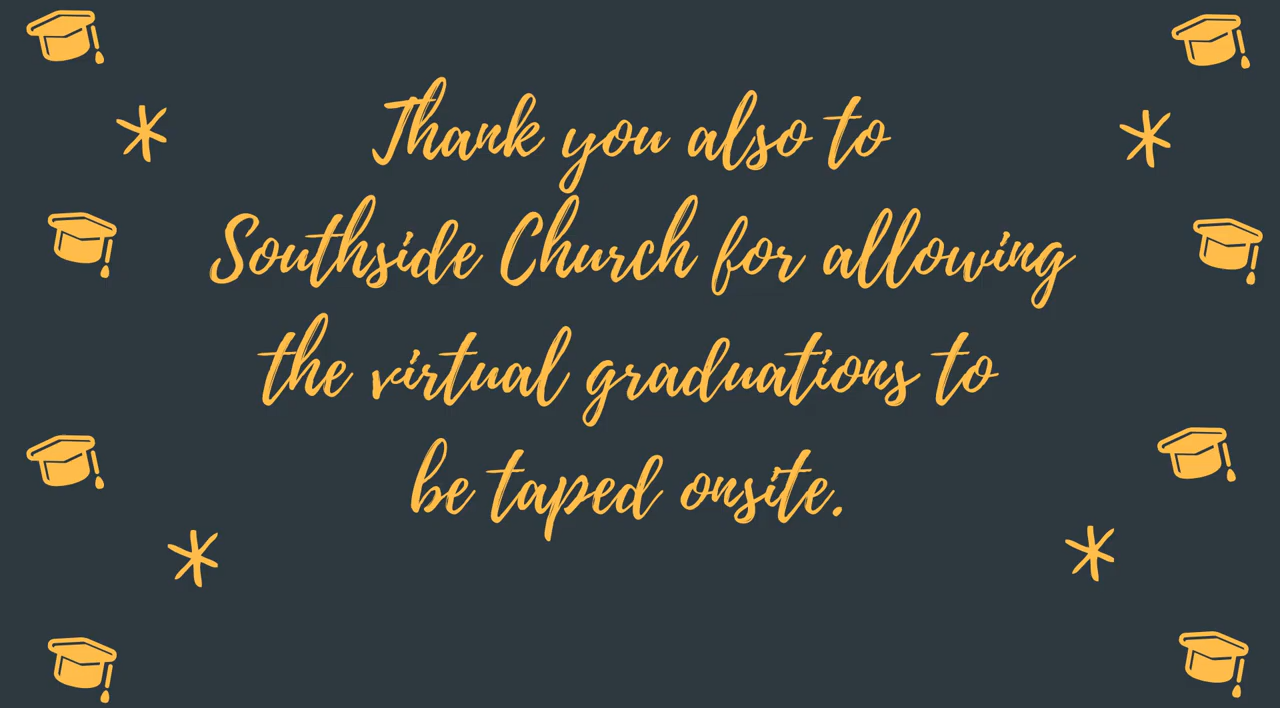 Thank you also to
Southside Church for allowing
the virtual graduations to
be taped onsite.